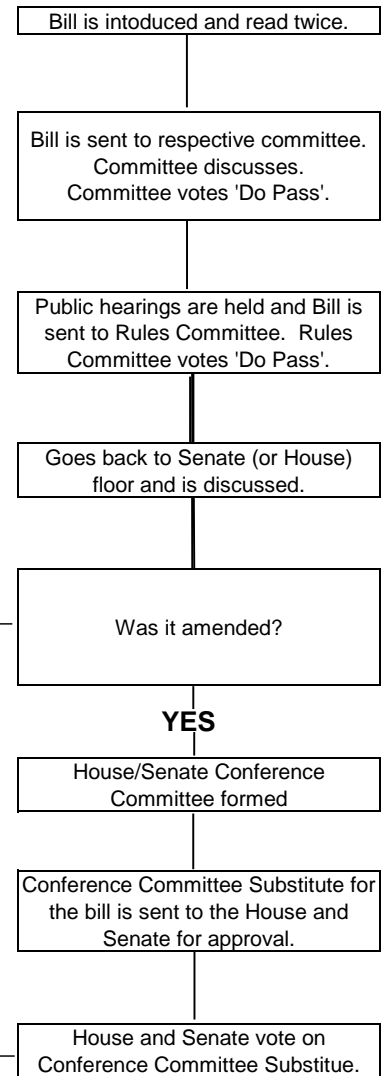 Bill is intoduced and read twice.
Bill is sent to respective committee.
Committee discusses.
Committee votes 'Do Pass'.
Public hearings are held and Bill is
sent to Rules Committee. Rules
Committee votes 'Do Pass'.
Goes back to Senate (or House)
floor and is discussed.
Was it amended?
YES
House/Senate Conference
Committee formed
Conference Committee Substitute for
the bill is sent to the House and
Senate for approval.
House and Senate vote on
Conference Committee Substitue.